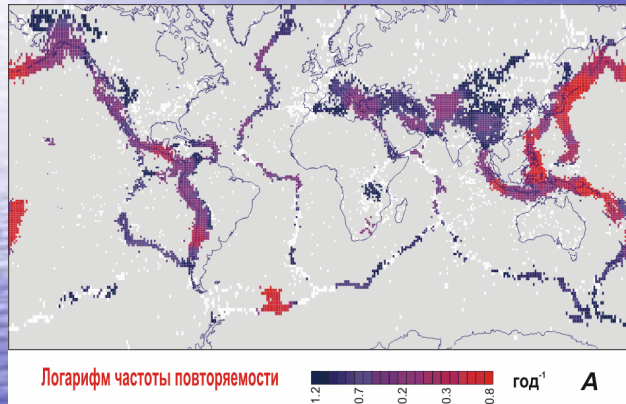 Логарифм частоты повторяемости
1.2 0.7 0.2 0.3 0.8
год⁻¹
А